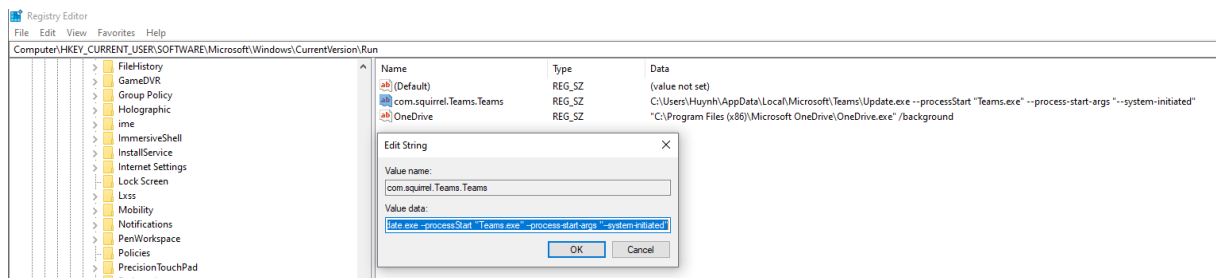 Registry Editor
File Edit View Favorites Help
Computer\HKEY_CURRENT_USER\SOFTWARE\Microsoft\Windows\CurrentVersion\Run
FileHistory
GameDVR
Group Policy
Holographic
ime
ImmersiveShell
InstallService
Internet Settings
Lock Screen
Lxss
Mobility
Notifications
PenWorkspace
Policies
PrecisionTouchPad
Name Type Data
(Default) REG_SZ (value not set)
com.squirrel.Teams.Teams REG_SZ C:\Users\Huynh\AppData\Local\Microsoft\Teams\Update.exe --processStart "Teams.exe" --process-start-args "--system-initiated"
OneDrive REG_SZ "C:\Program Files (x86)\Microsoft OneDrive\OneDrive.exe" /background
Edit String
Value name:
com.squirrel.Teams.Teams
Value data:
date.exe --processStart "Teams.exe" --process-start-args "--system-initiated"
OK Cancel